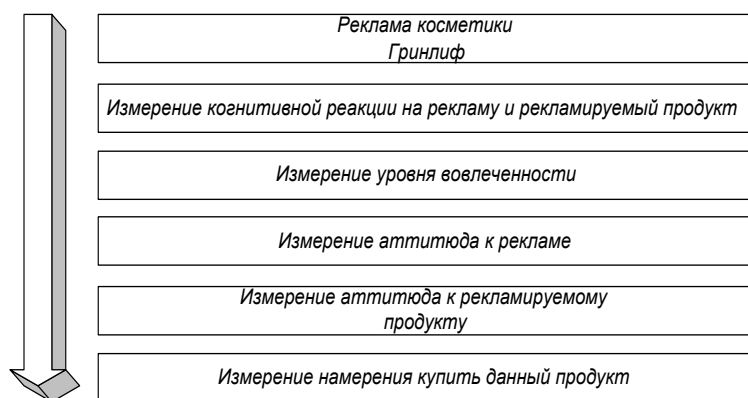 Реклама косметики
Гринлиф
Измерение когнитивной реакции на рекламу и рекламируемый продукт
Измерение уровня вовлеченности
Измерение аттитюда к рекламе
Измерение аттитюда к рекламируемому
продукту
Измерение намерения купить данный продукт